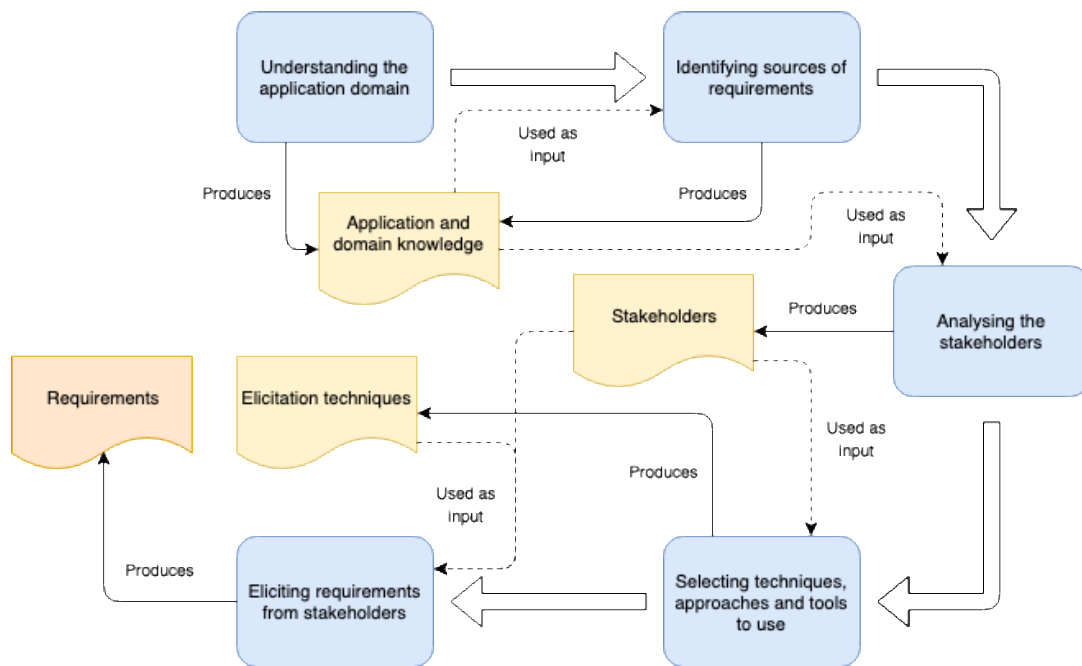 Understanding the
application domain
Identifying sources of
requirements
Used as
input
Produces
Produces
Application and
domain knowledge
Used as
input
Stakeholders
Produces
Analysing the
stakeholders
Requirements
Elicitation techniques
Used as
input
Produces
Used as
input
Produces
Eliciting requirements
from stakeholders
Selecting techniques,
approaches and tools
to use